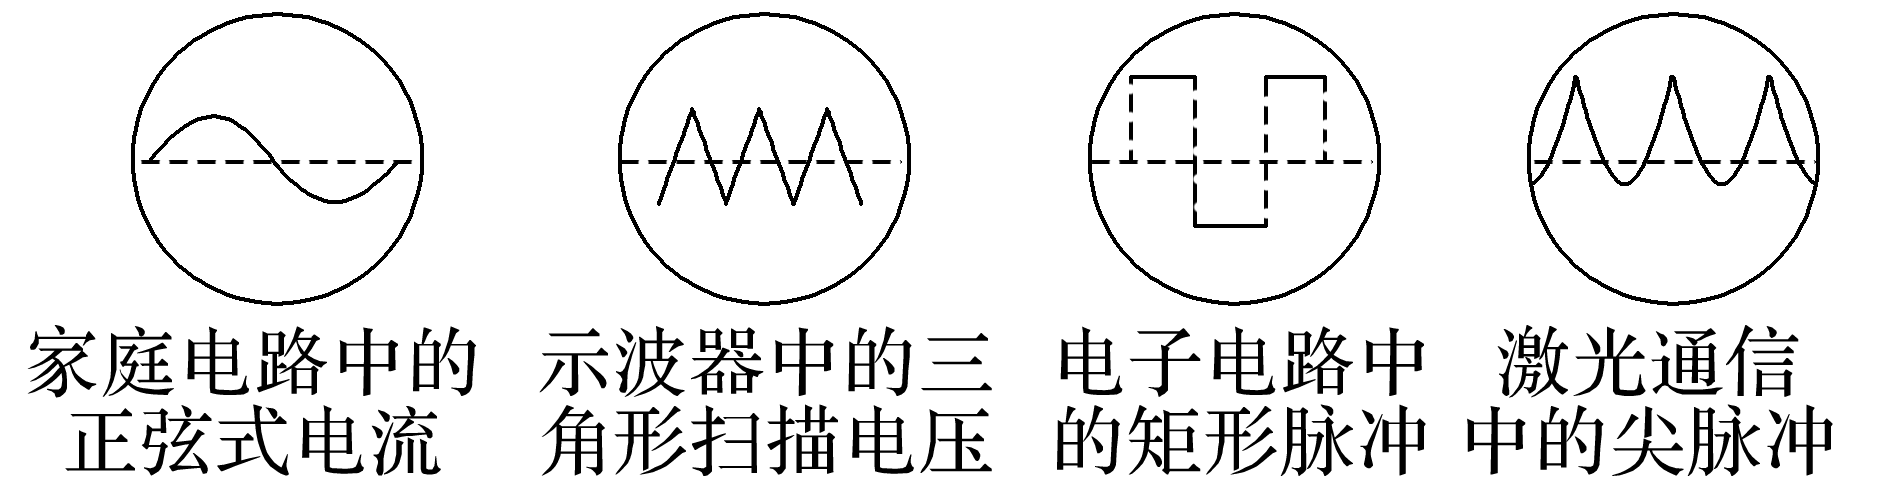 家庭电路中的
正弦式电流
示波器中的三
角形扫描电压
电子电路中
的矩形脉冲
激光通信
中的尖脉冲